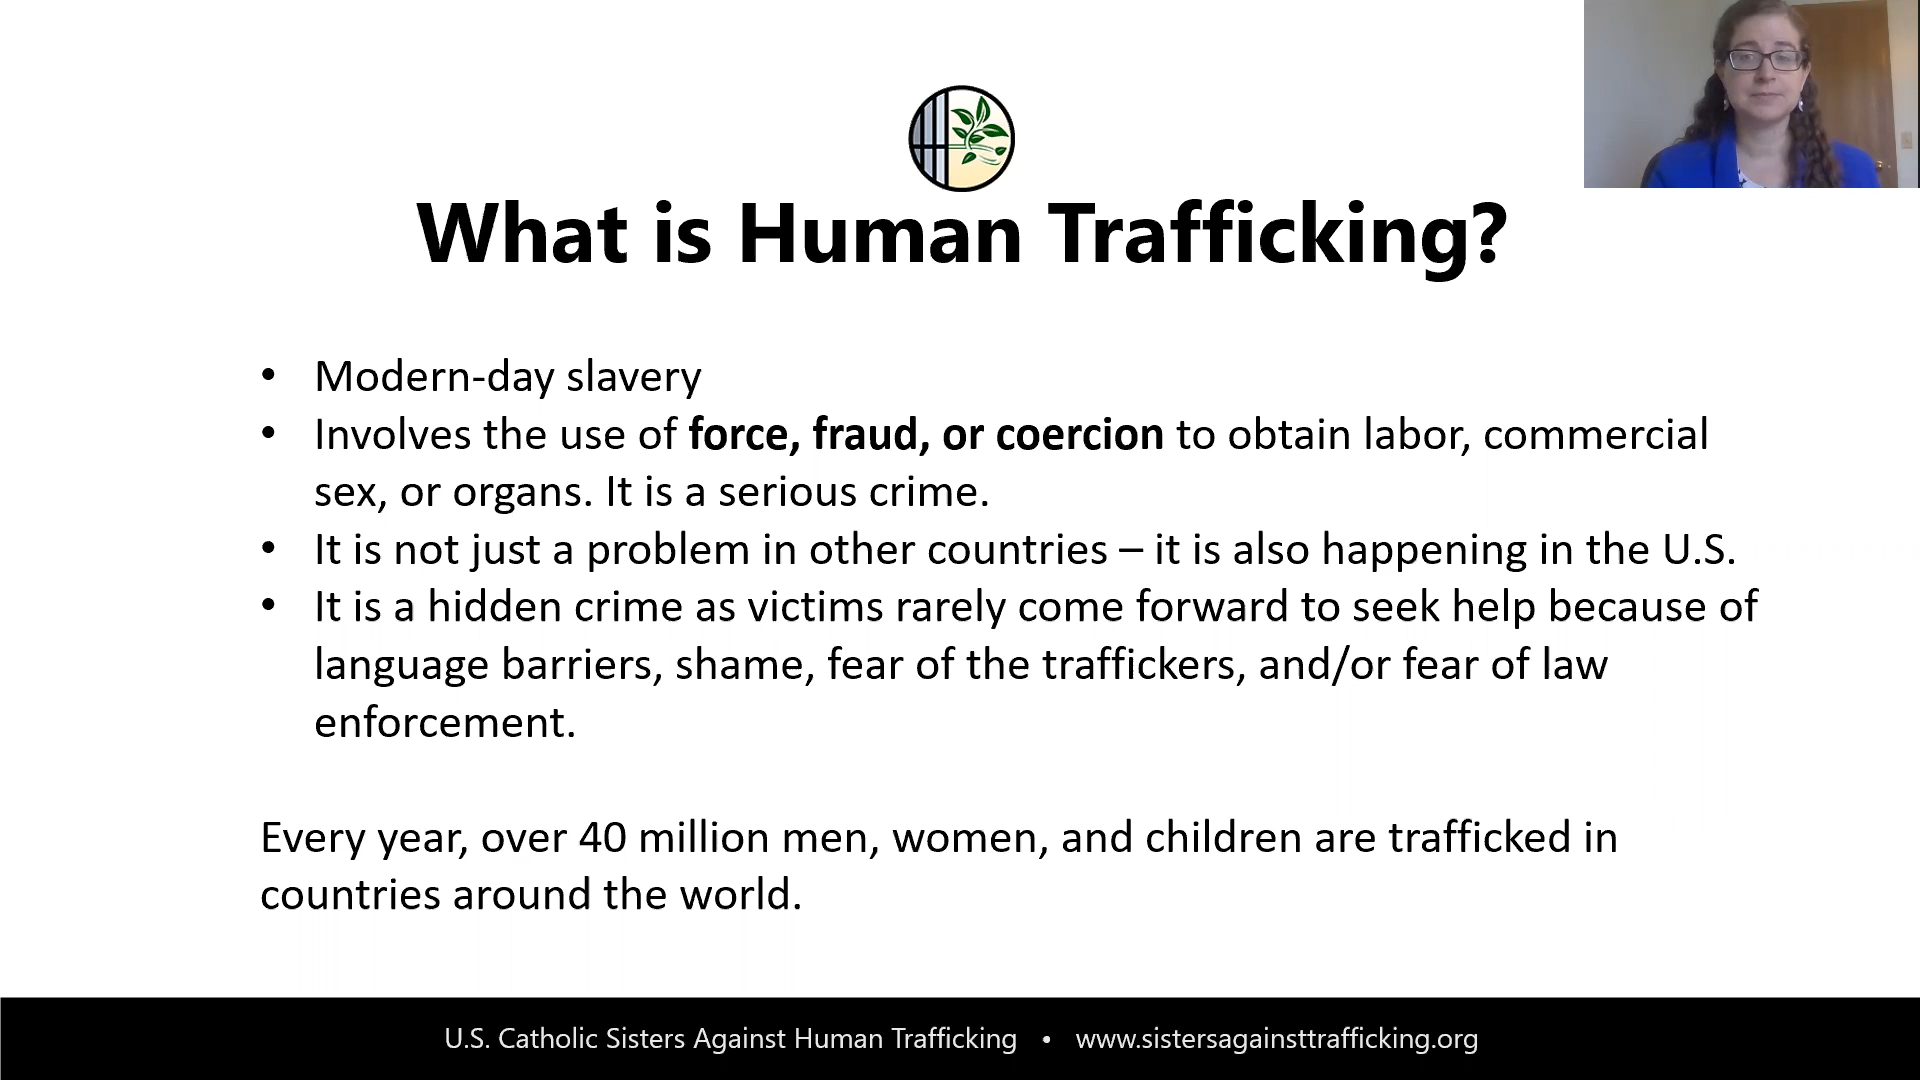 What is Human Trafficking?
• Modern-day slavery
• Involves the use of force, fraud, or coercion to obtain labor, commercial
sex, or organs. It is a serious crime.
• It is not just a problem in other countries – it is also happening in the U.S.
• It is a hidden crime as victims rarely come forward to seek help because of
language barriers, shame, fear of the traffickers, and/or fear of law
enforcement.
Every year, over 40 million men, women, and children are trafficked in
countries around the world.
U.S. Catholic Sisters Against Human Trafficking • www.sistersagainsttrafficking.org